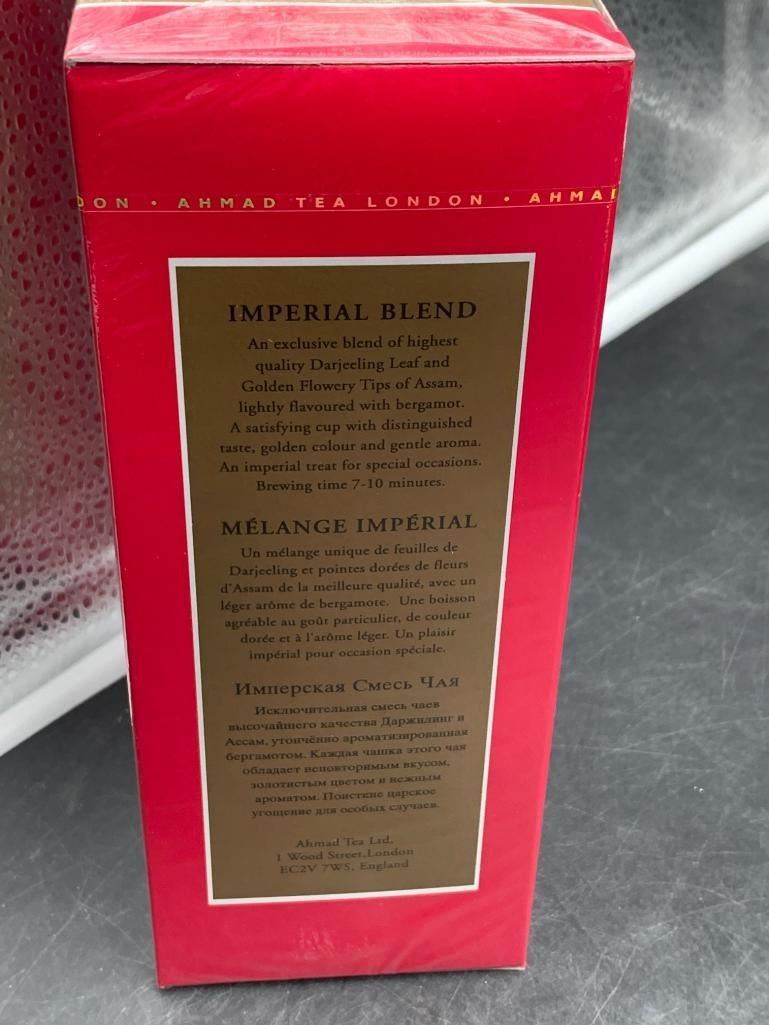 DON • AHMAD TEA LONDON • AHMA
IMPERIAL BLEND
An exclusive blend of highest
quality Darjeeling Leaf and
Golden Flowery Tips of Assam,
lightly flavoured with bergamot.
A satisfying cup with distinguished
taste, golden colour and gentle aroma.
An imperial treat for special occasions.
Brewing time 7-10 minutes.
MÉLANGE IMPÉRIAL
Un mélange unique de feuilles de
Darjeeling et pointes dorées de fleurs
d'Assam de la meilleure qualité, avec un
léger arôme de bergamote. Une boisson
agréable au goût particulier, de couleur
dorée et à l'arôme léger. Un plaisir
impérial pour occasion spéciale.
Имперская Смесь Чая
Исключительная смесь чаев
высочайшего качества Даржилинг и
Ассам, утончённо ароматизированная
бергамотом. Каждая чашка этого чая
обладает неповторимым вкусом,
золотистым цветом и нежным
ароматом. Поистине царское
угощение для особых случаев.
Ahmad Tea Ltd,
1 Wood Street,London
EC2V 7WS, England